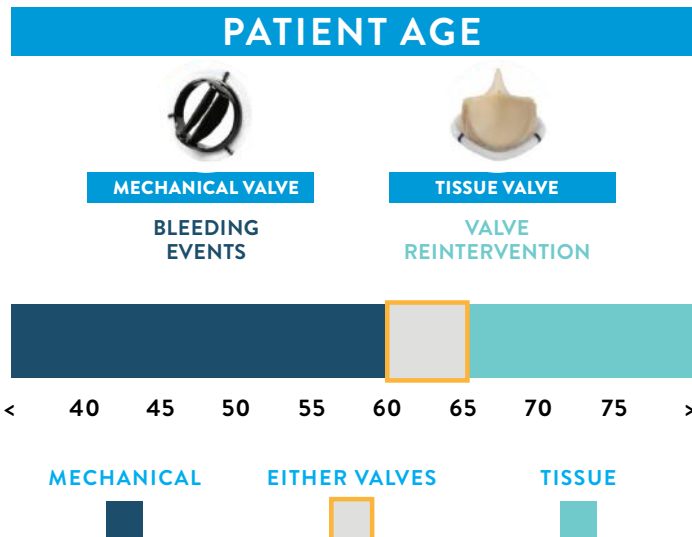 PATIENT AGE
MECHANICAL VALVE
TISSUE VALVE
BLEEDING
EVENTS
VALVE
REINTERVENTION
< 40 45 50 55 60 65 70 75 >
MECHANICAL
EITHER VALVES
TISSUE